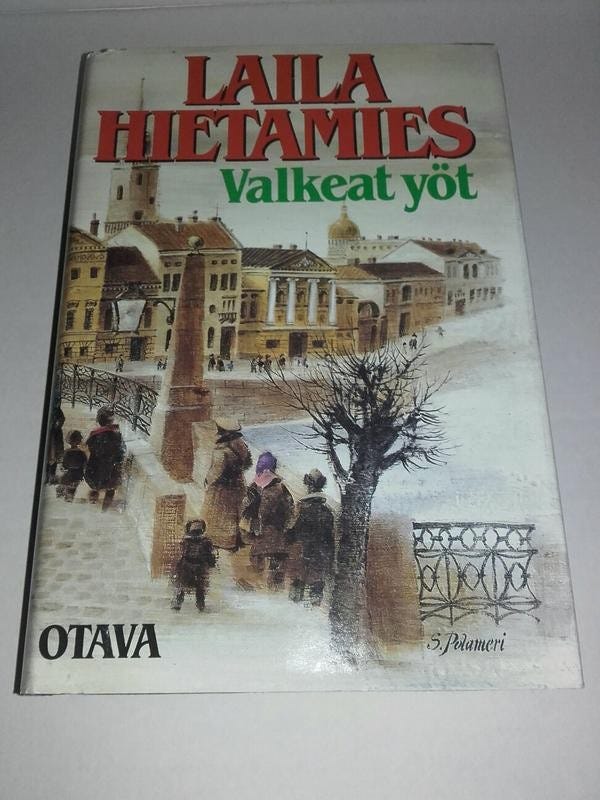 LAILA
HIETAMIES
Valkeat yöt
OTAVA
S. Polameri